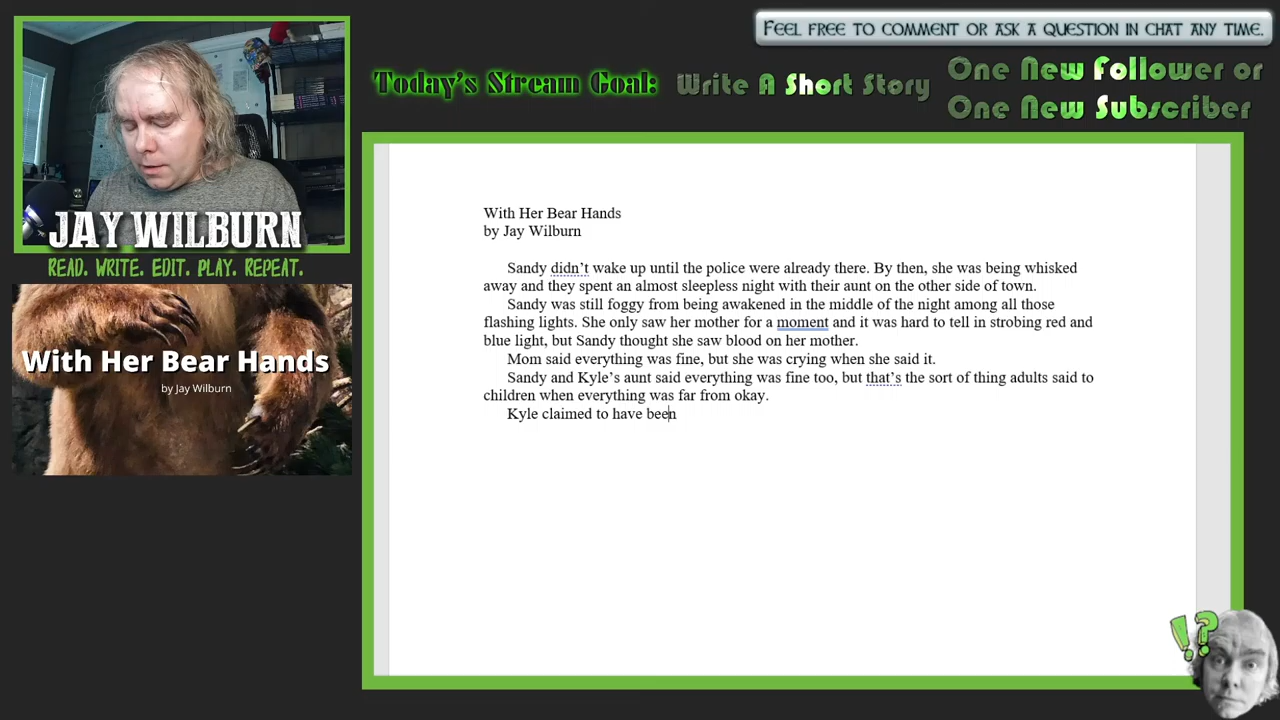 FEEL FREE TO COMMENT OR ASK A QUESTION IN CHAT ANY TIME.
Today's Stream Goal:
Write A Short Story
One New Follower or
One New Subscriber
JAY WILBURN
READ. WRITE. EDIT. PLAY. REPEAT.
With Her Bear Hands
by Jay Wilburn
With Her Bear Hands
by Jay Wilburn
Sandy didn’t wake up until the police were already there. By then, she was being whisked
away and they spent an almost sleepless night with their aunt on the other side of town.
Sandy was still foggy from being awakened in the middle of the night among all those
flashing lights. She only saw her mother for a moment and it was hard to tell in strobing red and
blue light, but Sandy thought she saw blood on her mother.
Mom said everything was fine, but she was crying when she said it.
Sandy and Kyle’s aunt said everything was fine too, but that’s the sort of thing adults said to
children when everything was far from okay.
Kyle claimed to have been
!?